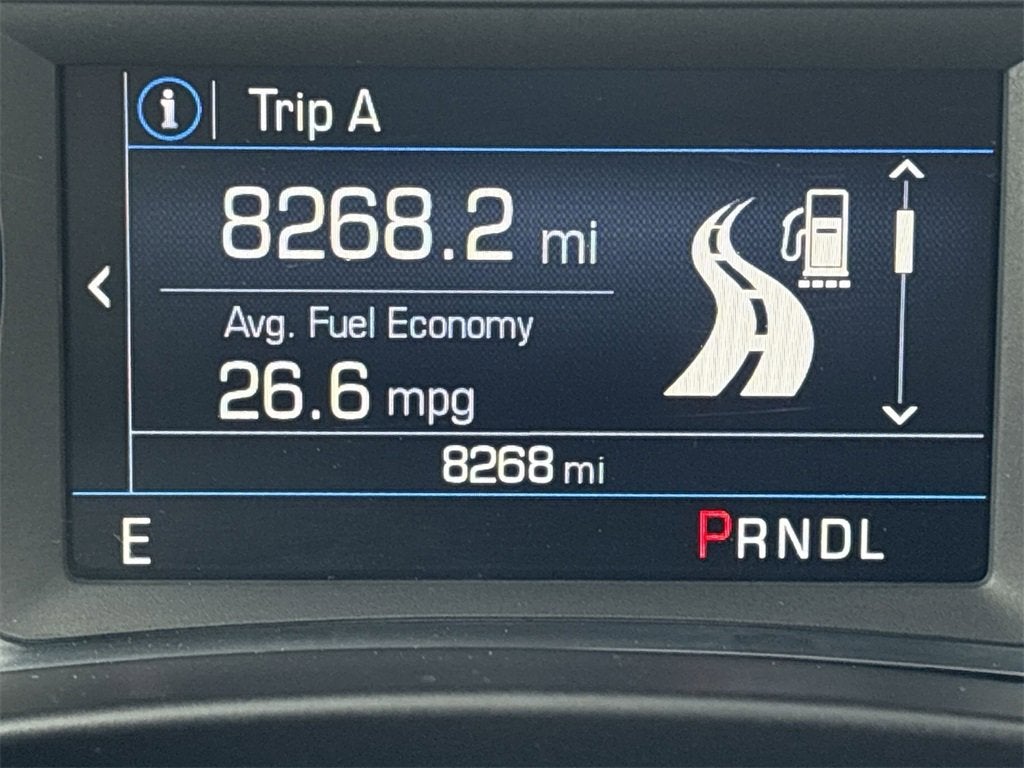 i Trip A
8268.2 mi
Avg. Fuel Economy
26.6 mpg
8268 mi
E PRNDL